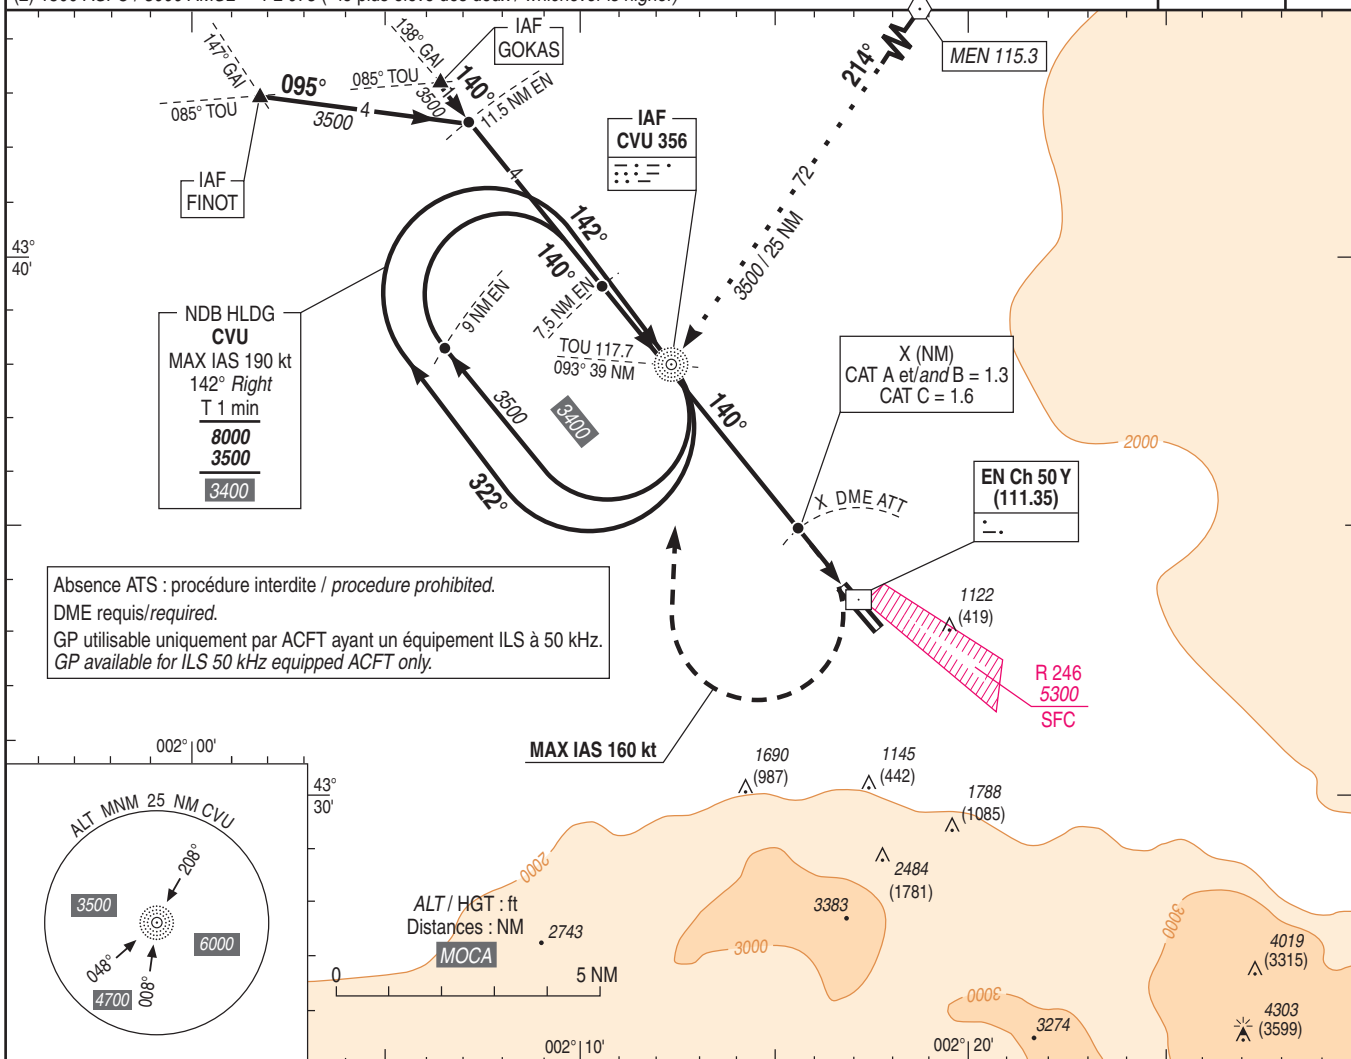 IAF
GOKAS
138° GAI
147° GAI
085° TOU
085° TOU
095°
4
3500
140°
3500
11.5 NM EN
IAF
FINOT
MEN 115.3
214°
72
3500 / 25 NM
IAF
CVU 356
4
142°
140°
7.5 NM EN
9 NM EN
43°
40'
NDB HLDG
CVU
MAX IAS 190 kt
142° Right
T 1 min
8000
3500
3400
TOU 117.7
093° 39 NM
3500
3400
322°
140°
X (NM)
CAT A et/and B = 1.3
CAT C = 1.6
X DME ATT
EN Ch 50 Y
(111.35)
2000
Absence ATS : procédure interdite / procedure prohibited.
DME requis/required.
GP utilisable uniquement par ACFT ayant un équipement ILS à 50 kHz.
GP available for ILS 50 kHz equipped ACFT only.
1122
(419)
R 246
5300
SFC
MAX IAS 160 kt
002° 00'
43°
30'
1690
(987)
1145
(442)
1788
(1085)
2484
(1781)
ALT MNM 25 NM CVU
208°
3500
6000
048°
008°
4700
2000
ALT / HGT : ft
Distances : NM
MOCA
2743
3383
3000
0
5 NM
3000
4019
(3315)
3000
3274
4303
(3599)
002° 10'
002° 20'